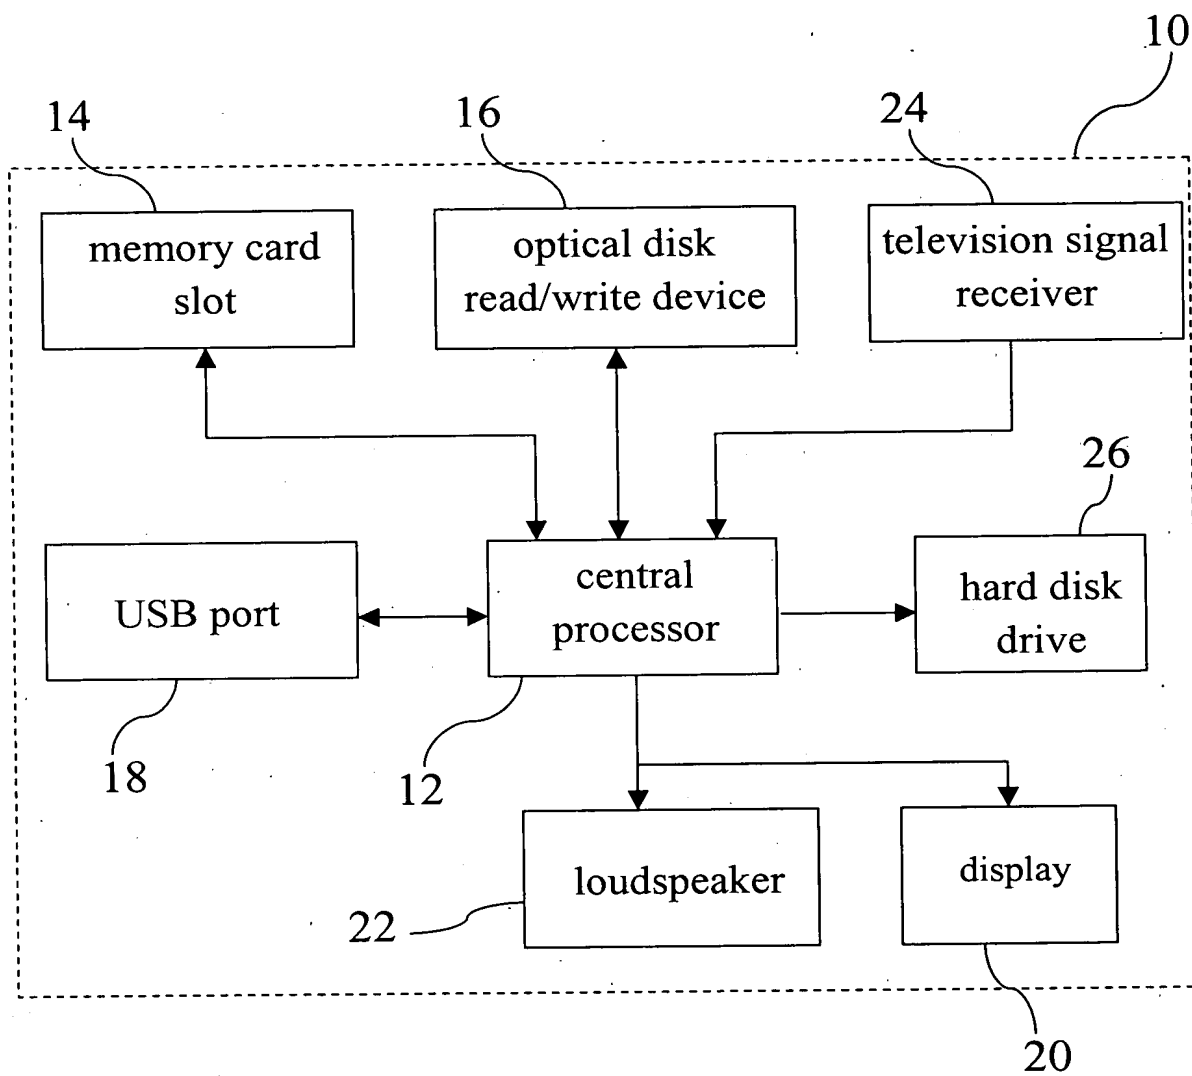 10
14
16
24
memory card
slot
optical disk
read/write device
television signal
receiver
26
USB port
central
processor
hard disk
drive
18
12
loudspeaker
display
22
20